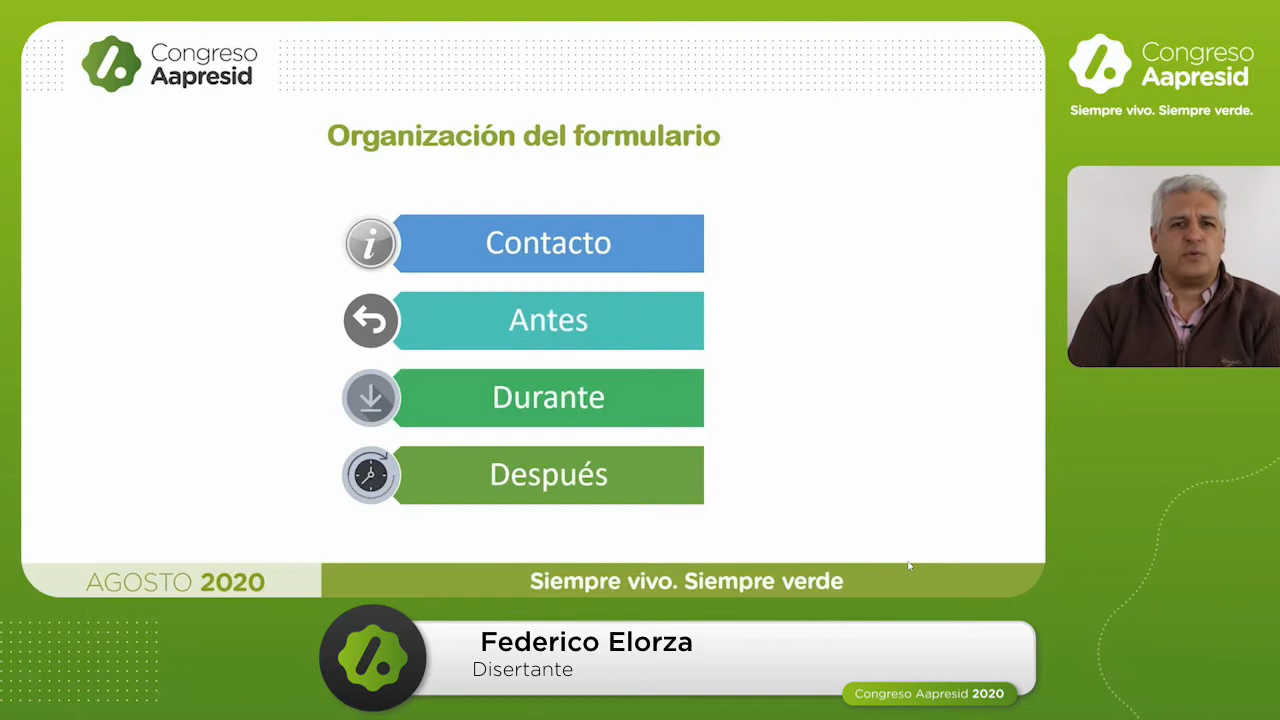 Congreso
Aapresid
Organización del formulario
Contacto
Antes
Durante
Después
AGOSTO 2020
Siempre vivo. Siempre verde
Congreso
Aapresid
Siempre vivo. Siempre verde.
Federico Elorza
Disertante
Congreso Aapresid 2020